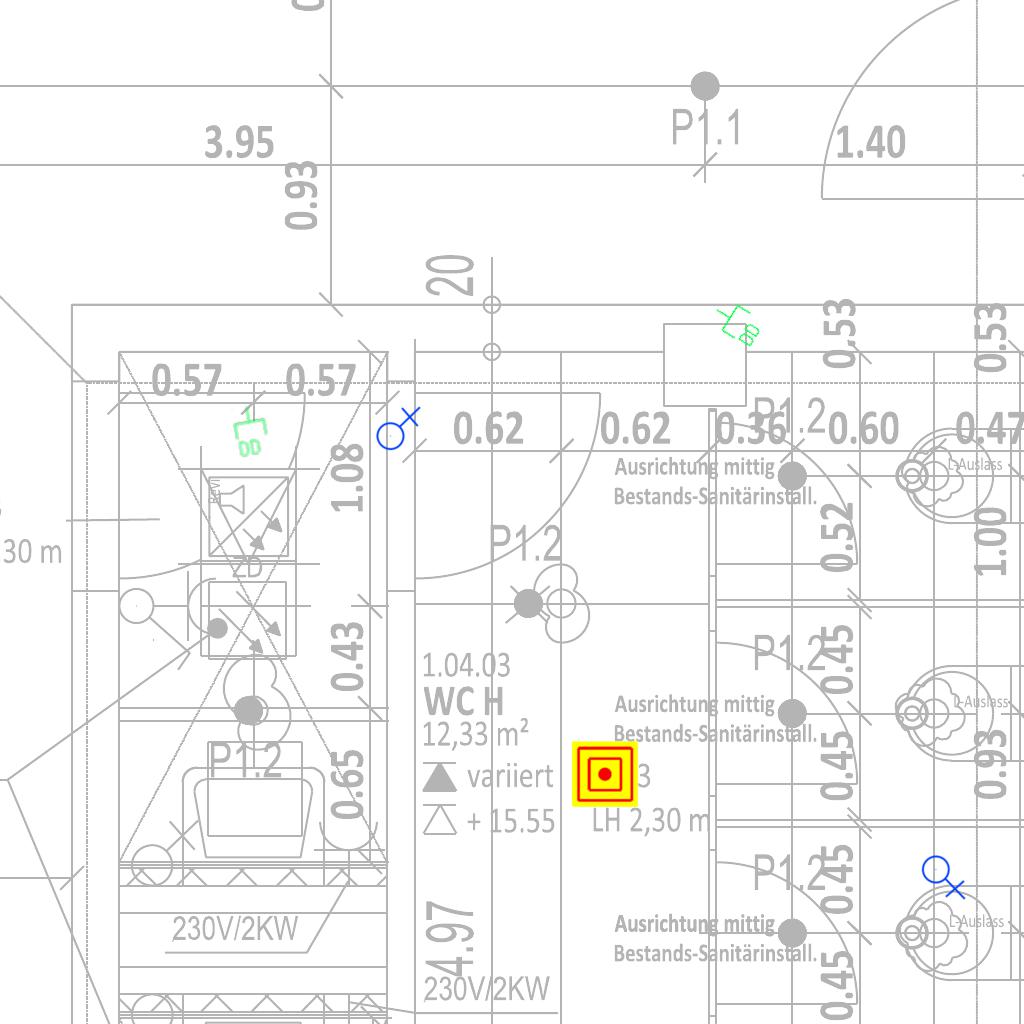 P1.1
3.95
1.40
0.93
20
0.53
0.53
0.57
0.57
P1.2
0.62
0.62
0.36
0.60
0.47
Ausrichtung mittig
Bestands-Sanitärinstall.
L-Auslass
1.08
P1.2
0.52
1.00
30 m
ZD
0.43
1.04.03
WC H
12,33 m²
variiert
+ 15.55
3
LH 2,30 m
P1.2
0.45
Ausrichtung mittig
Bestands-Sanitärinstall.
L-Auslass
P1.2
0.65
0.45
0.93
P1.2
0.45
Ausrichtung mittig
Bestands-Sanitärinstall.
L-Auslass
230V/2KW
4.97
230V/2KW
0.45